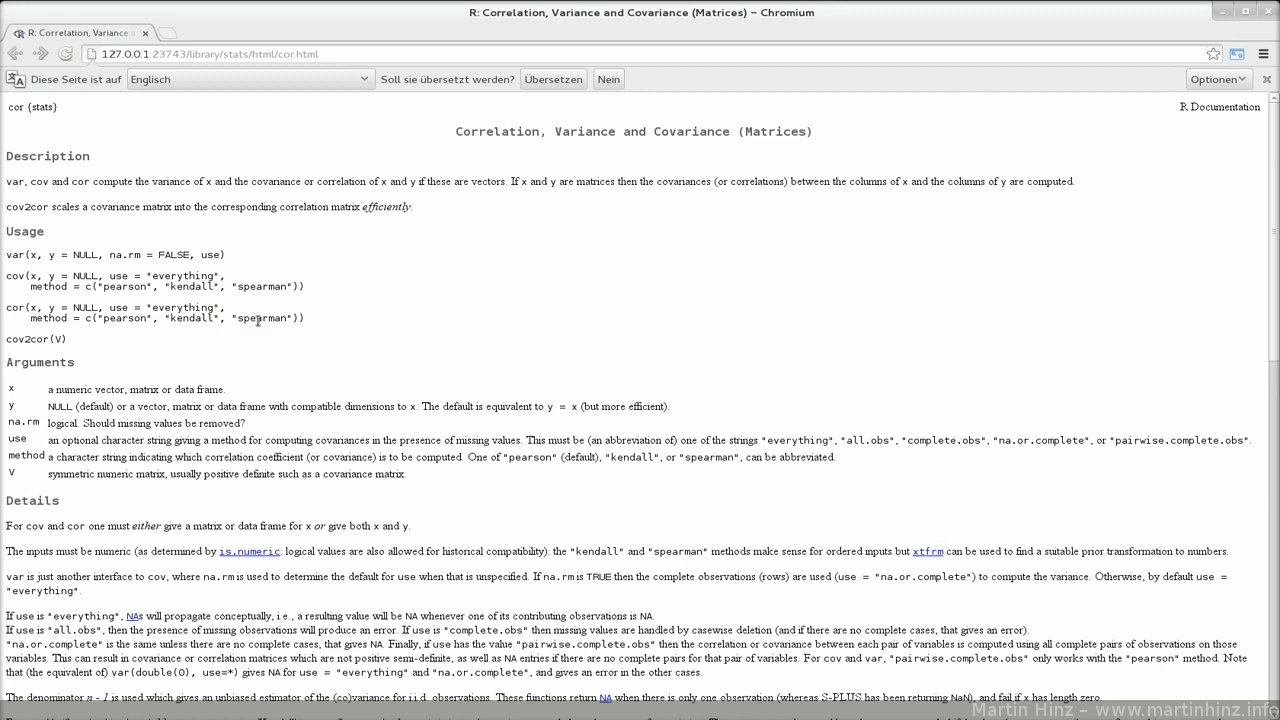 R: Correlation, Variance and Covariance (Matrices) – Chromium
R: Correlation, Variance a
127.0.0.1:23743/library/stats/html/cor.html
Diese Seite ist auf Englisch Soll sie übersetzt werden? Übersetzen Nein Optionen
cor {stats} R Documentation
Correlation, Variance and Covariance (Matrices)
Description
var, cov and cor compute the variance of x and the covariance or correlation of x and y if these are vectors. If x and y are matrices then the covariances (or correlations) between the columns of x and the columns of y are computed.
cov2cor scales a covariance matrix into the corresponding correlation matrix efficiently.
Usage
var(x, y = NULL, na.rm = FALSE, use)
cov(x, y = NULL, use = "everything",
method = c("pearson", "kendall", "spearman"))
cor(x, y = NULL, use = "everything",
method = c("pearson", "kendall", "spearman"))
cov2cor(V)
Arguments
x a numeric vector, matrix or data frame.
y NULL (default) or a vector, matrix or data frame with compatible dimensions to x. The default is equivalent to y = x (but more efficient).
na.rm logical. Should missing values be removed?
use an optional character string giving a method for computing covariances in the presence of missing values. This must be (an abbreviation of) one of the strings "everything", "all.obs", "complete.obs", "na.or.complete", or "pairwise.complete.obs".
method a character string indicating which correlation coefficient (or covariance) is to be computed. One of "pearson" (default), "kendall", or "spearman", can be abbreviated.
V symmetric numeric matrix, usually positive definite such as a covariance matrix.
Details
For cov and cor one must either give a matrix or data frame for x or give both x and y.
The inputs must be numeric (as determined by is.numeric: logical values are also allowed for historical compatibility): the "kendall" and "spearman" methods make sense for ordered inputs but xtfrm can be used to find a suitable prior transformation to numbers.
var is just another interface to cov, where na.rm is used to determine the default for use when that is unspecified. If na.rm is TRUE then the complete observations (rows) are used (use = "na.or.complete") to compute the variance. Otherwise, by default use =
"everything".
If use is "everything", NAs will propagate conceptually, i.e., a resulting value will be NA whenever one of its contributing observations is NA.
If use is "all.obs", then the presence of missing observations will produce an error. If use is "complete.obs" then missing values are handled by casewise deletion (and if there are no complete cases, that gives an error).
"na.or.complete" is the same unless there are no complete cases, that gives NA. Finally, if use has the value "pairwise.complete.obs" then the correlation or covariance between each pair of variables is computed using all complete pairs of observations on those
variables. This can result in covariance or correlation matrices which are not positive semi-definite, as well as NA entries if there are no complete pairs for that pair of variables. For cov and var, "pairwise.complete.obs" only works with the "pearson" method. Note
that (the equivalent of) var(double(0), use=*) gives NA for use = "everything" and "na.or.complete", and gives an error in the other cases.
The denominator n - 1 is used which gives an unbiased estimator of the (co)variance for i.i.d. observations. These functions return NA when there is only one observation (whereas S-PLUS has been returning NaN), and fail if x has length zero.
Martin Hinz – www.martinhinz.info